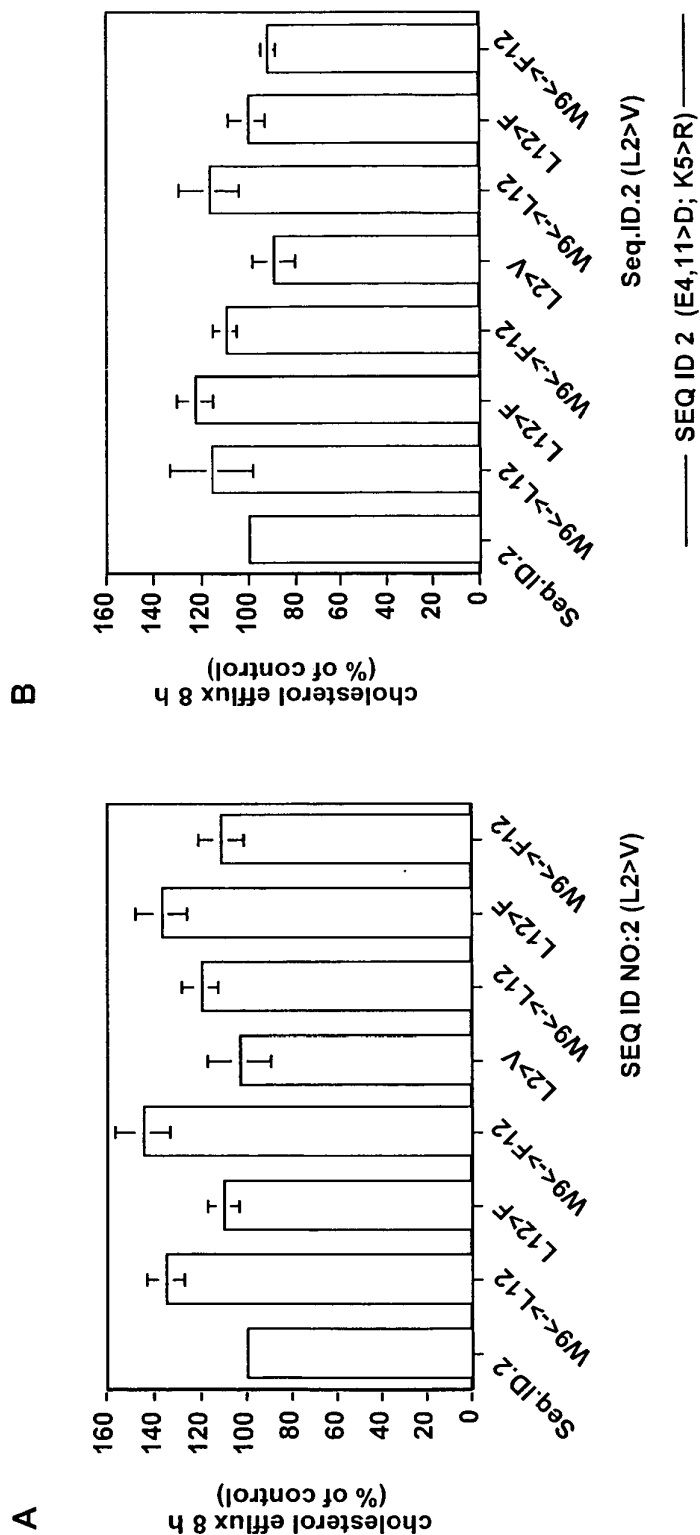 A
cholesterol efflux 8 h
(% of control)
160
140
120
100
80
60
40
20
0
Seq.ID.2
W9<->L12
L12>F
W9<->F12
L2>V
W9<->L12
L12>F
W9<->F12
SEQ ID NO:2 (L2>V)
B
cholesterol efflux 8 h
(% of control)
160
140
120
100
80
60
40
20
0
Seq.ID.2
W9<->L12
L12>F
W9<->F12
L2>V
W9<->L12
L12>F
W9<->F12
Seq.ID.2 (L2>V)
SEQ ID 2 (E4,11>D; K5>R)